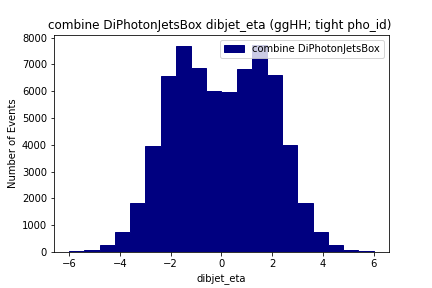 combine DiPhotonJetsBox dibjet_eta (ggHH; tight pho_id)
combine DiPhotonJetsBox
8000
7000
6000
5000
4000
3000
2000
1000
0
Number of Events
−6 −4 −2 0 2 4 6
dibjet_eta